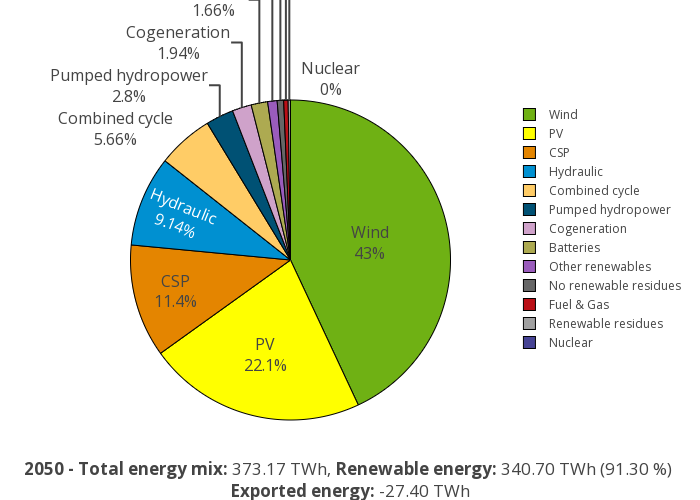 1.66%
Cogeneration
1.94%
Pumped hydropower
2.8%
Combined cycle
5.66%
Nuclear
0%
Hydraulic
9.14%
Wind
43%
CSP
11.4%
PV
22.1%
Wind
PV
CSP
Hydraulic
Combined cycle
Pumped hydropower
Cogeneration
Batteries
Other renewables
No renewable residues
Fuel & Gas
Renewable residues
Nuclear
2050 - Total energy mix: 373.17 TWh, Renewable energy: 340.70 TWh (91.30 %)
Exported energy: -27.40 TWh